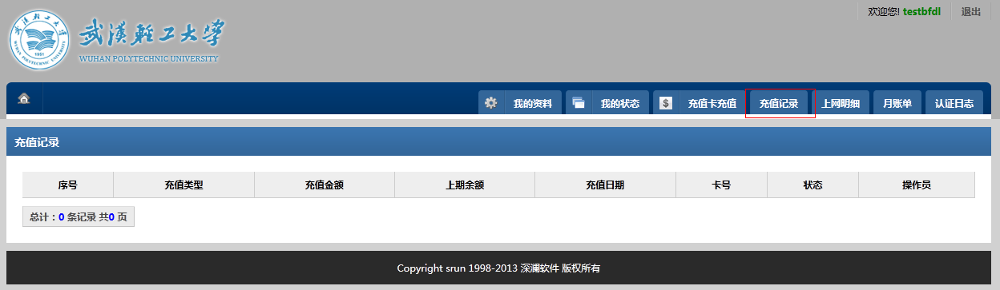 欢迎您! testbfdl 退出
武汉轻工大学
WUHAN POLYTECHNIC UNIVERSITY
我的资料 我的状态 充值卡充值 充值记录 上网明细 月账单 认证日志
充值记录
序号 充值类型 充值金额 上期余额 充值日期 卡号 状态 操作员
总计：0 条记录 共0 页
Copyright srun 1998-2013 深澜软件 版权所有